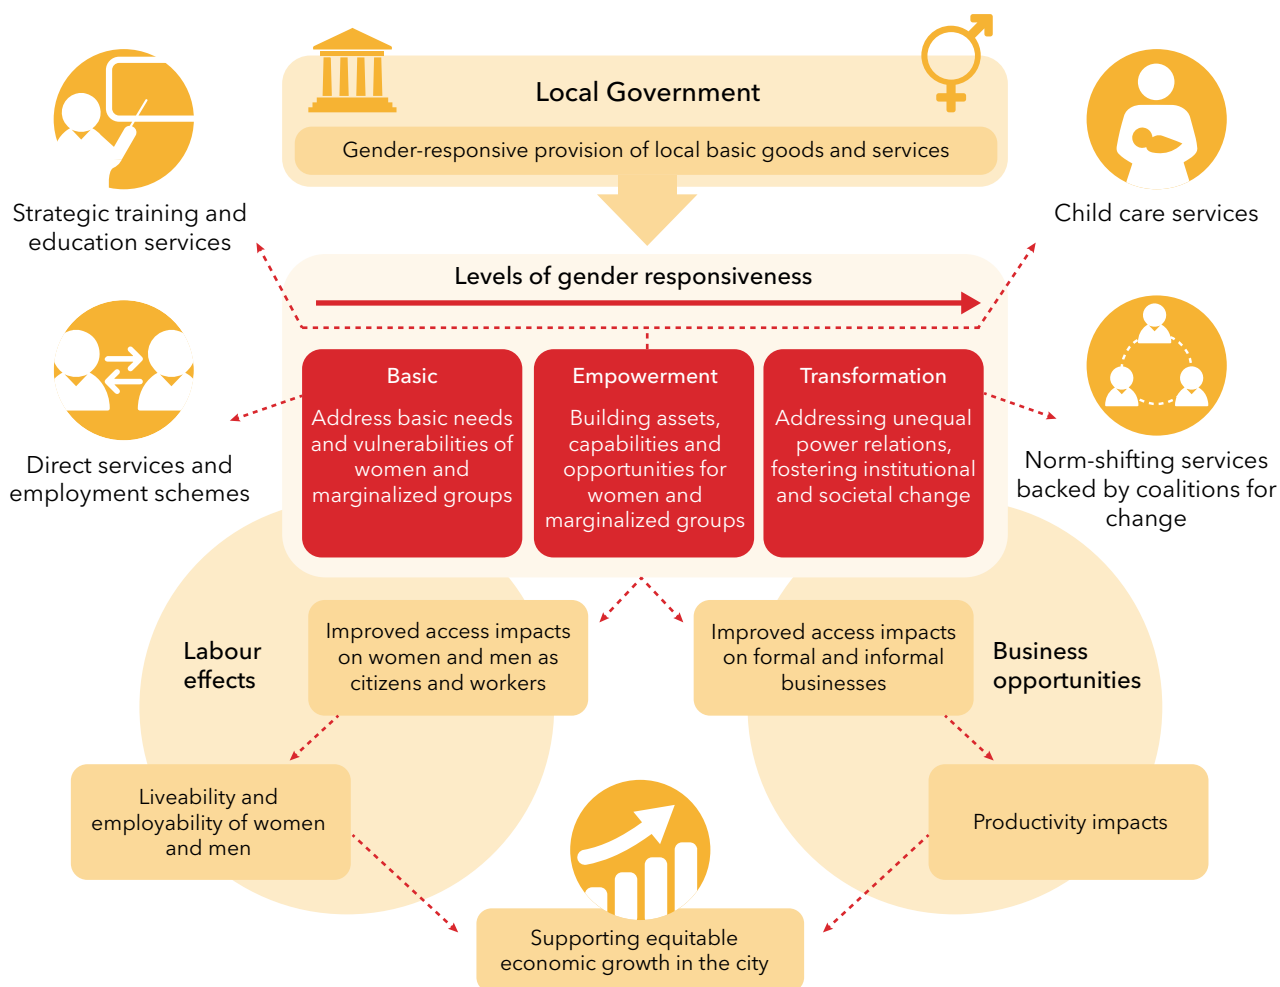 Local Government
Gender-responsive provision of local basic goods and services
Strategic training and
education services
Child care services
Levels of gender responsiveness
Direct services and
employment schemes
Basic
Address basic needs
and vulnerabilities of
women and
marginalized groups
Empowerment
Building assets,
capabilities and
opportunities for
women and
marginalized groups
Transformation
Addressing unequal
power relations,
fostering institutional
and societal change
Norm-shifting services
backed by coalitions for
change
Labour
effects
Improved access impacts
on women and men as
citizens and workers
Improved access impacts
on formal and informal
businesses
Business
opportunities
Liveability and
employability of women
and men
Productivity impacts
Supporting equitable
economic growth in the city